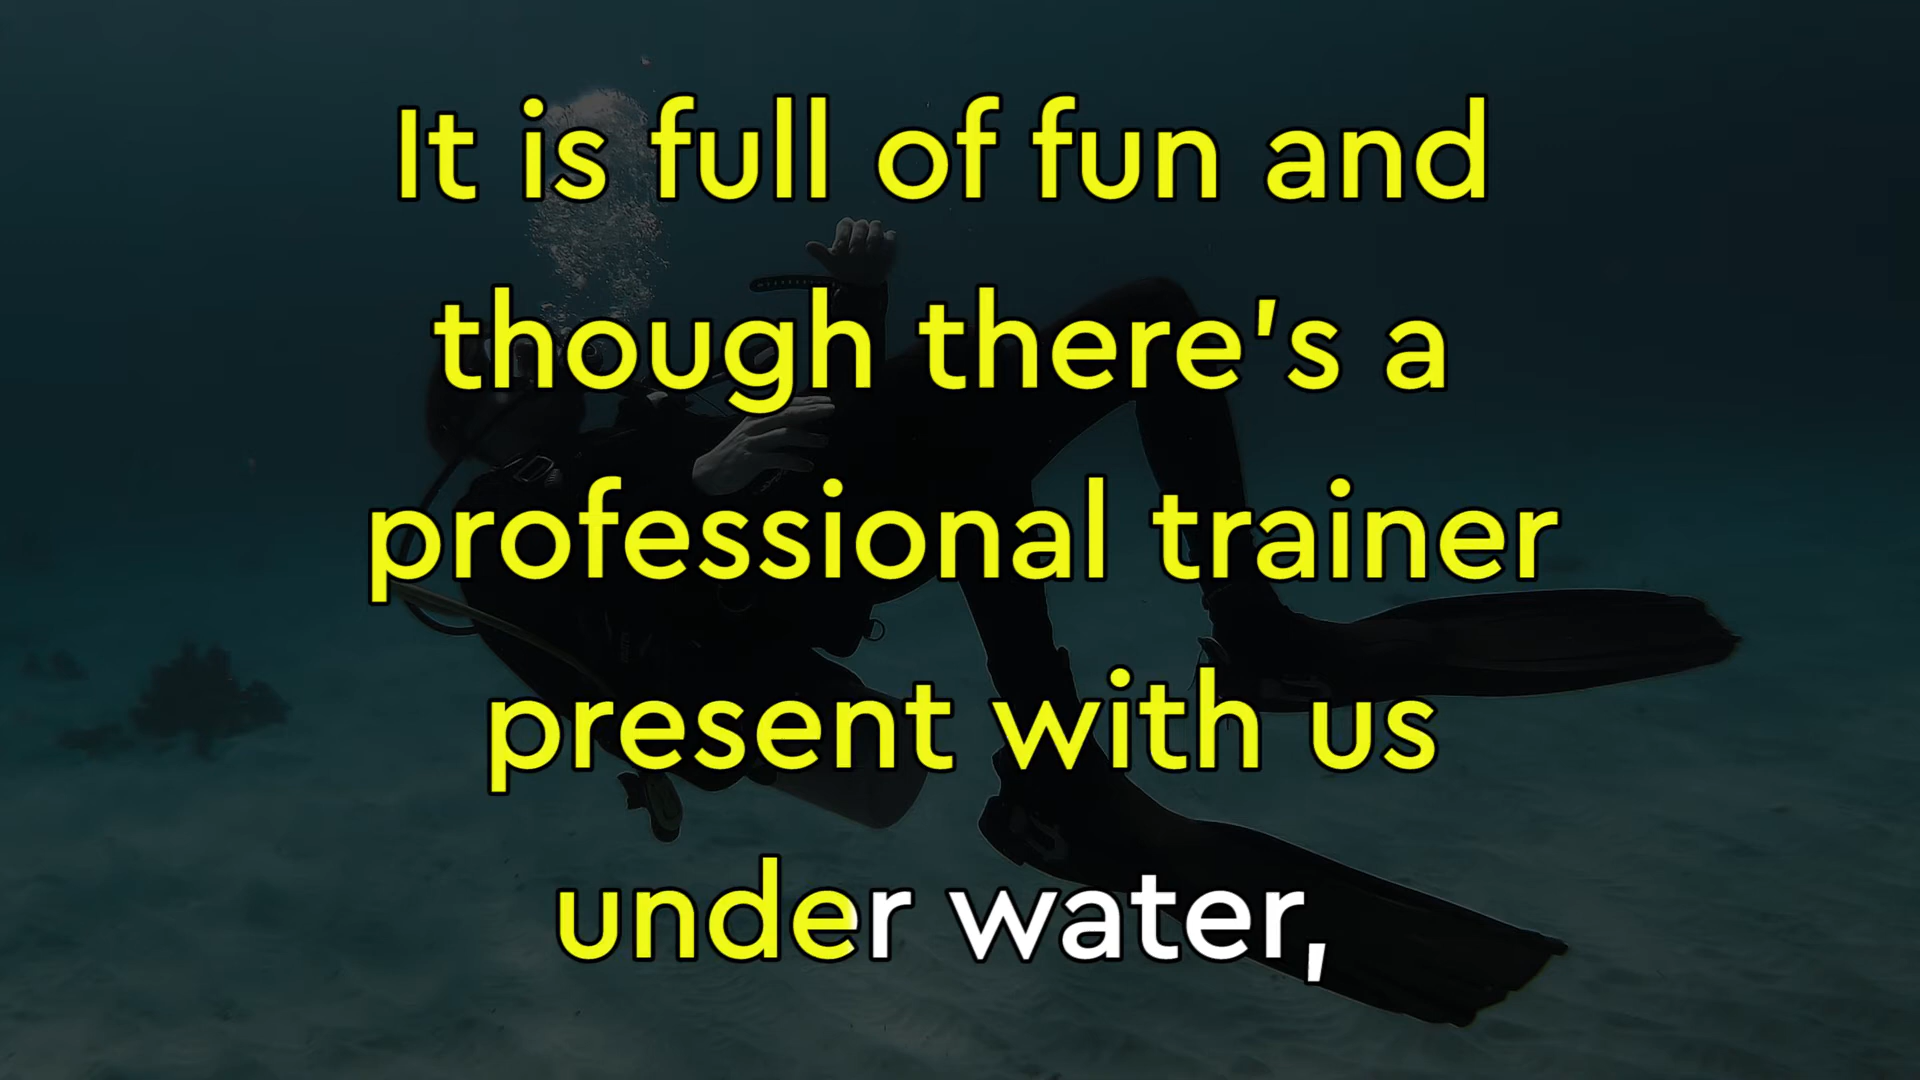 It is full of fun and
though there's a
professional trainer
present with us
under water,